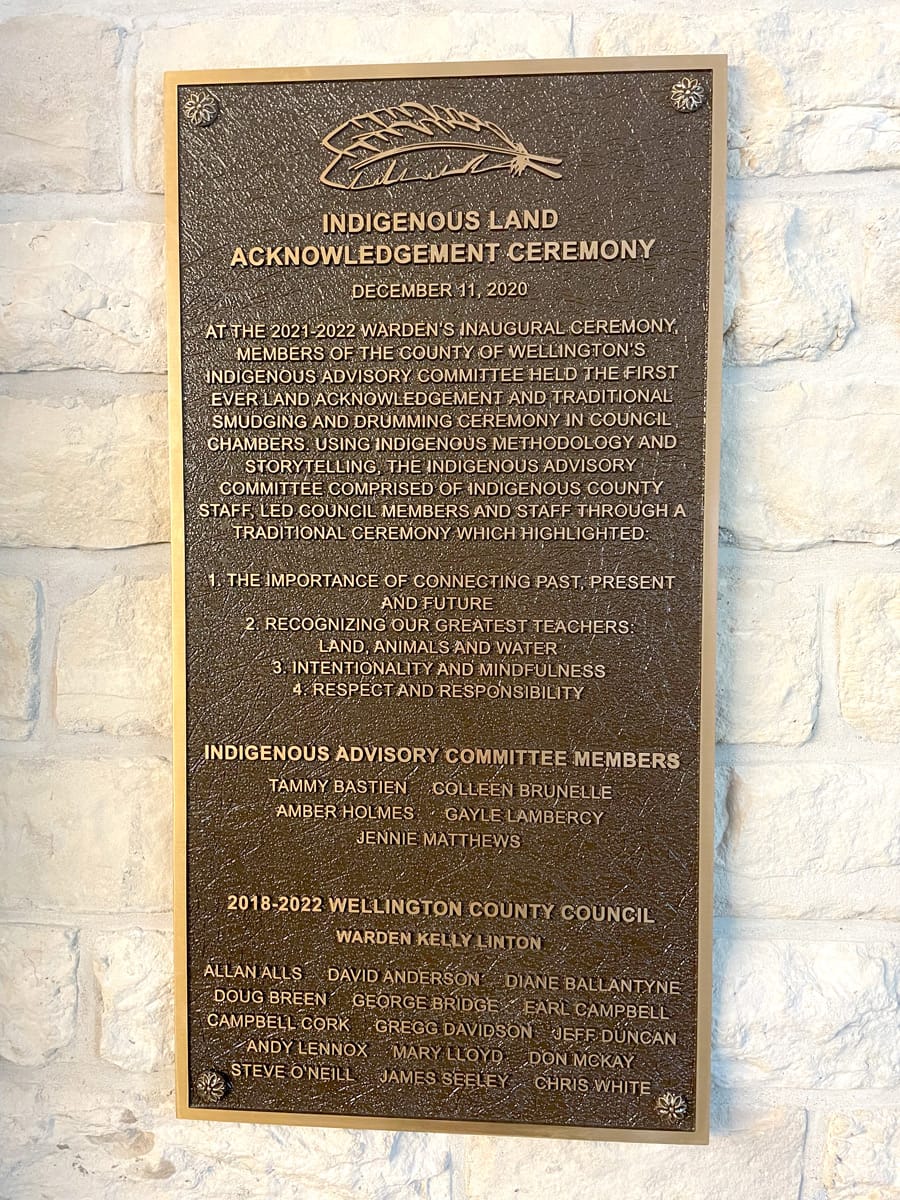 INDIGENOUS LAND
ACKNOWLEDGEMENT CEREMONY
DECEMBER 11, 2020
AT THE 2021-2022 WARDEN'S INAUGURAL CEREMONY,
MEMBERS OF THE COUNTY OF WELLINGTON'S
INDIGENOUS ADVISORY COMMITTEE HELD THE FIRST
EVER LAND ACKNOWLEDGEMENT AND TRADITIONAL
SMUDGING AND DRUMMING CEREMONY IN COUNCIL
CHAMBERS. USING INDIGENOUS METHODOLOGY AND
STORYTELLING, THE INDIGENOUS ADVISORY
COMMITTEE COMPRISED OF INDIGENOUS COUNTY
STAFF, LED COUNCIL MEMBERS AND STAFF THROUGH A
TRADITIONAL CEREMONY WHICH HIGHLIGHTED:
1. THE IMPORTANCE OF CONNECTING PAST, PRESENT
AND FUTURE
2. RECOGNIZING OUR GREATEST TEACHERS:
LAND, ANIMALS AND WATER
3. INTENTIONALITY AND MINDFULNESS
4. RESPECT AND RESPONSIBILITY
INDIGENOUS ADVISORY COMMITTEE MEMBERS
TAMMY BASTIEN COLLEEN BRUNELLE
AMBER HOLMES GAYLE LAMBERCY
JENNIE MATTHEWS
2018-2022 WELLINGTON COUNTY COUNCIL
WARDEN KELLY LINTON
ALLAN ALLS DAVID ANDERSON DIANE BALLANTYNE
DOUG BREEN GEORGE BRIDGE EARL CAMPBELL
CAMPBELL CORK GREGG DAVIDSON JEFF DUNCAN
ANDY LENNOX MARY LLOYD DON MCKAY
STEVE O'NEILL JAMES SEELEY CHRIS WHITE